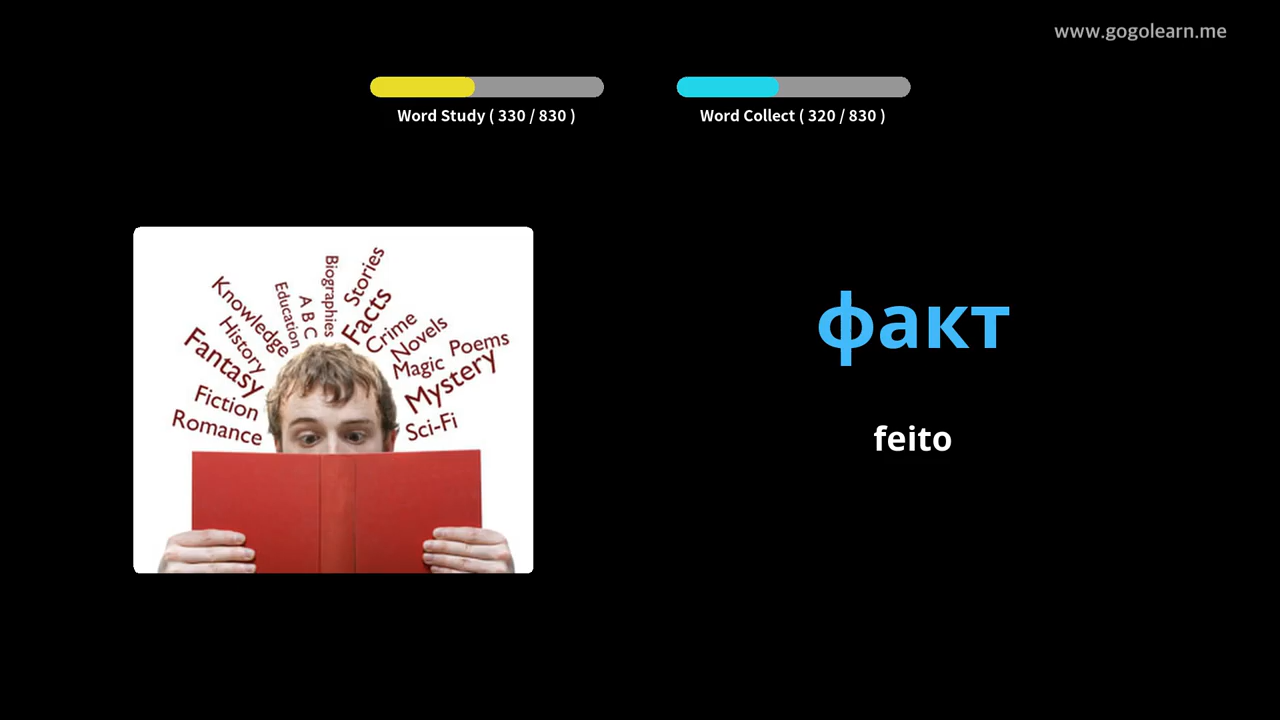 www.gogolearn.me
Word Study ( 330 / 830 )
Word Collect ( 320 / 830 )
Knowledge
Education
A B C
Biographies
Stories
Facts
Crime
Novels
Poems
Magic
Mystery
Sci-Fi
History
Fantasy
Fiction
Romance
факт
feito